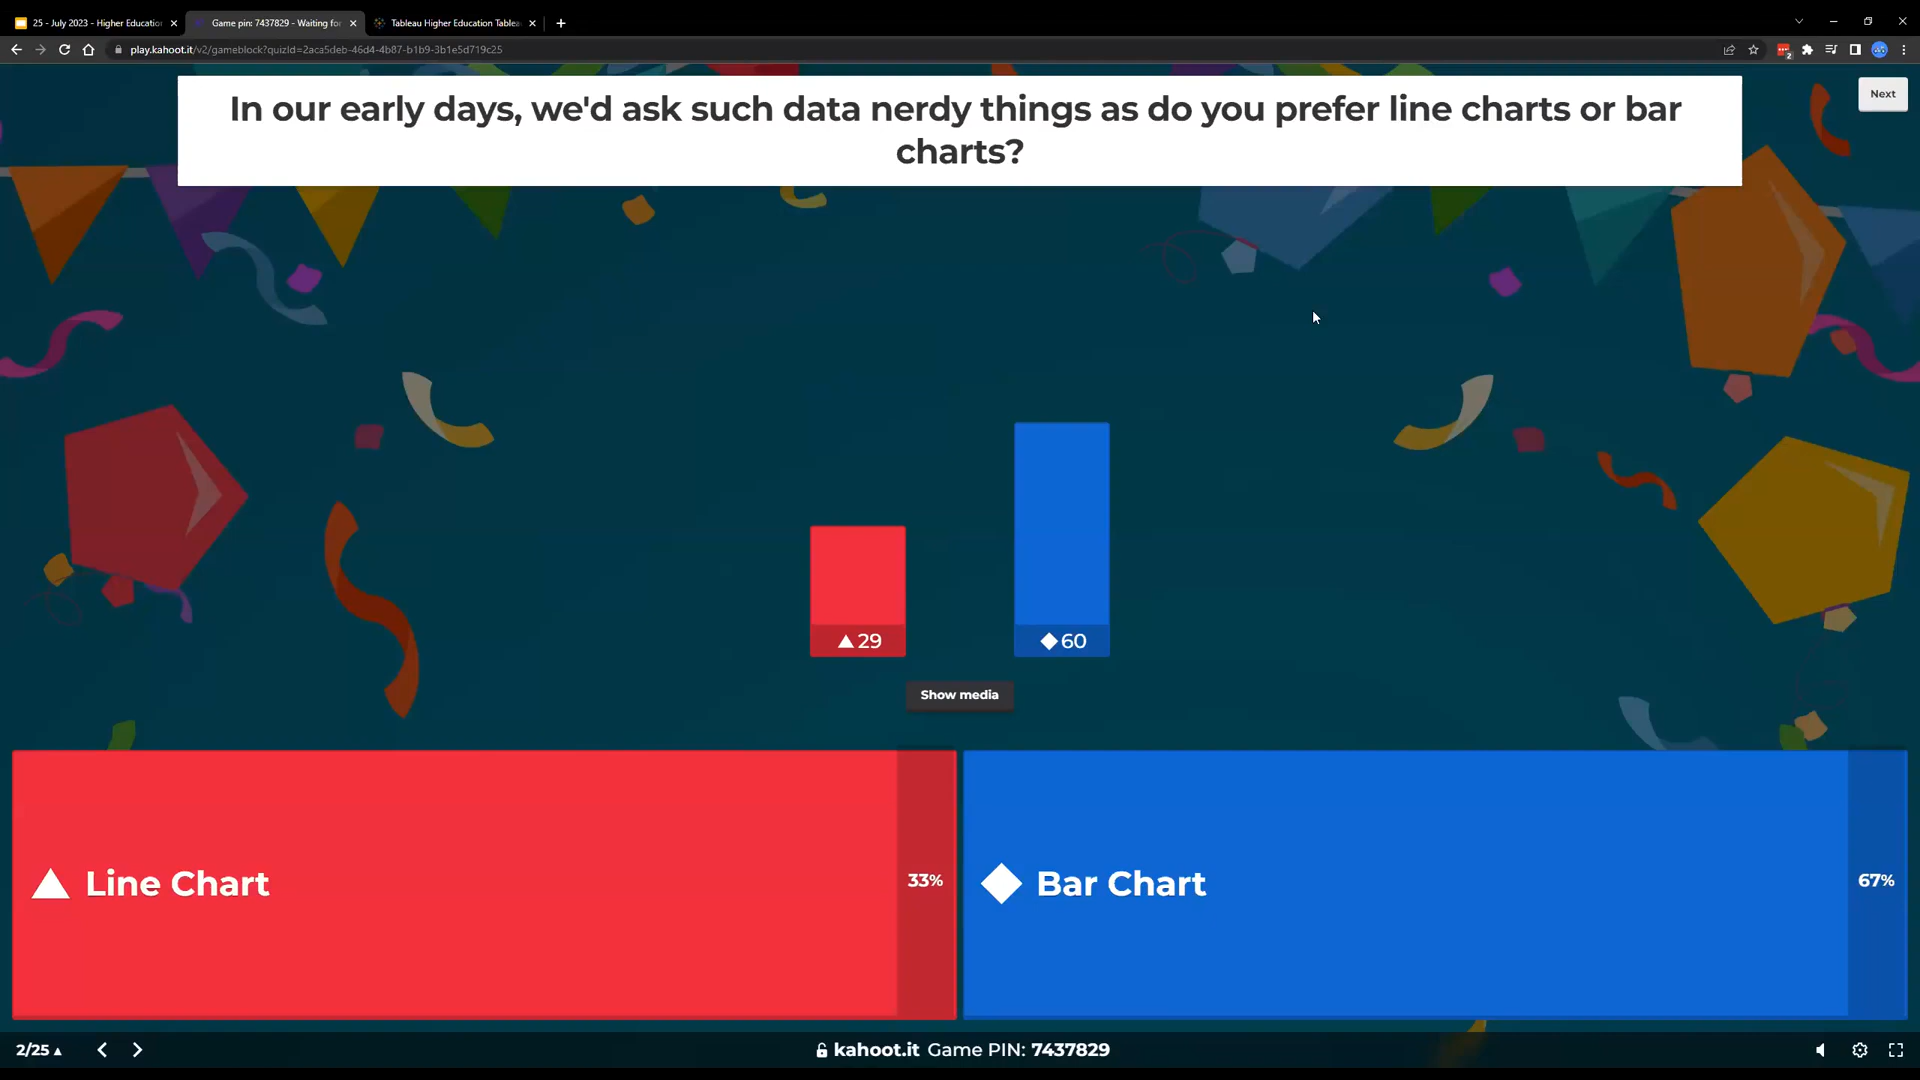 25 - July 2023 - Higher Educatio
Game pin: 7437829 - Waiting for
Tableau Higher Education Tablea
play.kahoot.it/v2/gameblock?quizId=2aca5deb-46d4-4b87-b1b9-3b1e5d719c25
2
In our early days, we'd ask such data nerdy things as do you prefer line charts or bar
charts?
Next
29
60
Show media
Line Chart
33%
Bar Chart
67%
2/25
kahoot.it Game PIN: 7437829